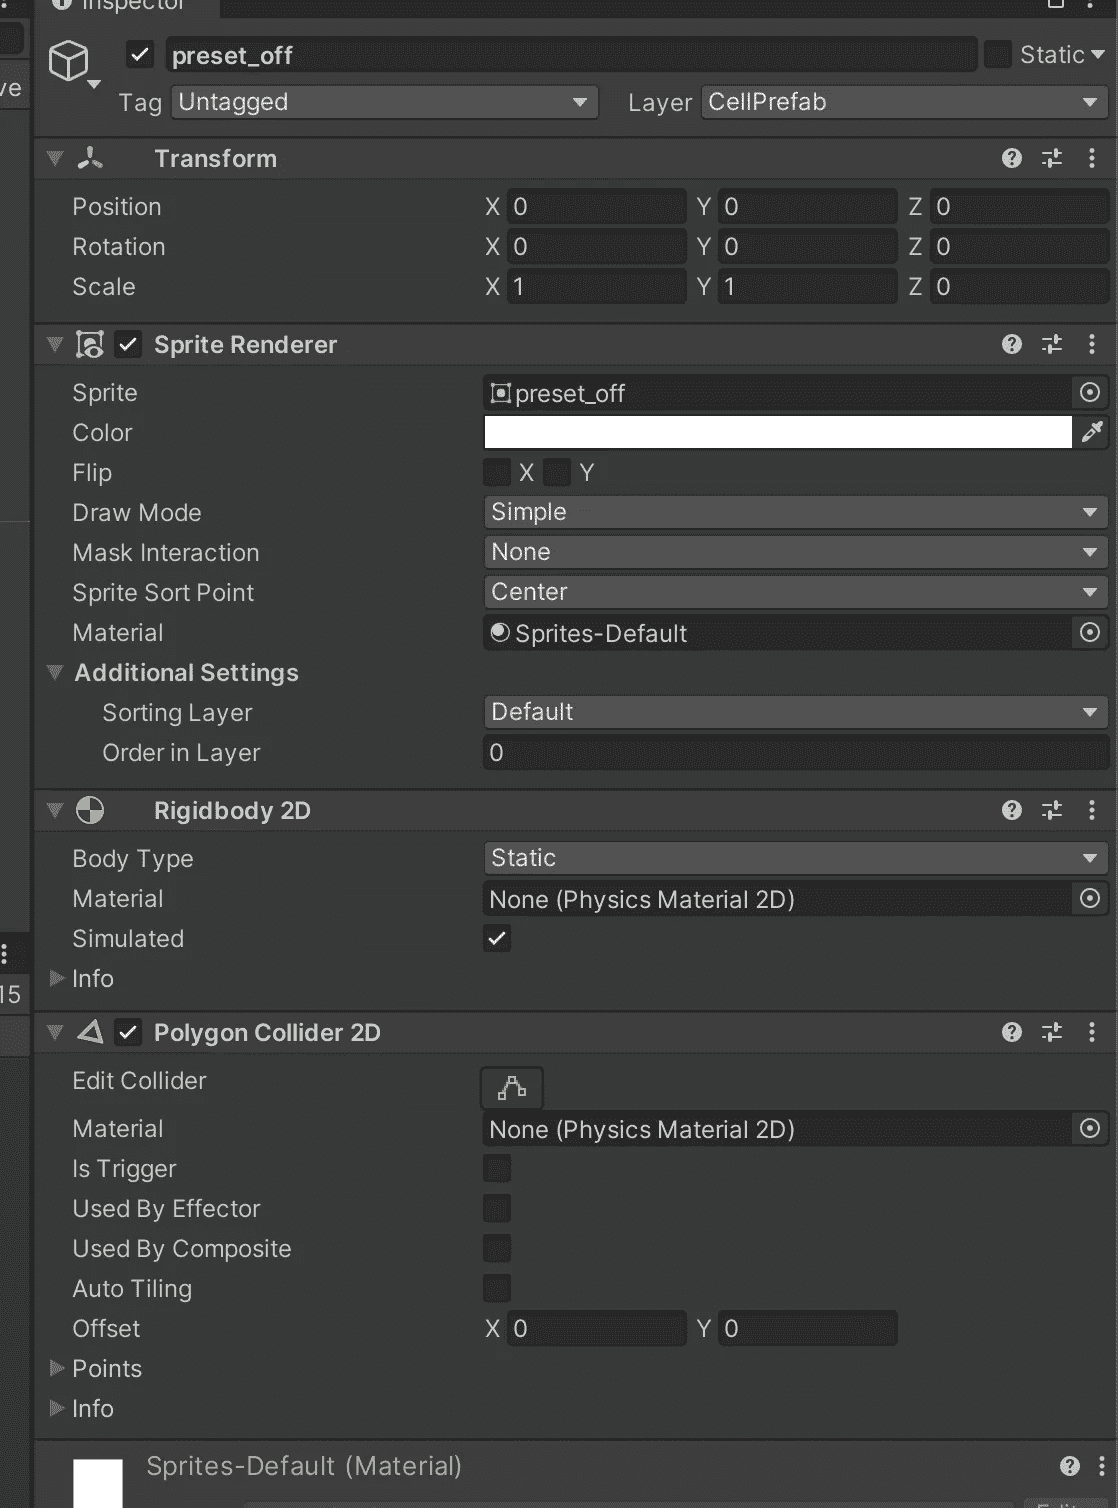 Inspector
preset_off
Static
ve
Tag Untagged Layer CellPrefab
Transform
Position X 0 Y 0 Z 0
Rotation X 0 Y 0 Z 0
Scale X 1 Y 1 Z 0
Sprite Renderer
Sprite preset_off
Color
Flip X Y
Draw Mode Simple
Mask Interaction None
Sprite Sort Point Center
Material Sprites-Default
Additional Settings
Sorting Layer Default
Order in Layer 0
Rigidbody 2D
Body Type Static
Material None (Physics Material 2D)
Simulated
Info
15
Polygon Collider 2D
Edit Collider
Material None (Physics Material 2D)
Is Trigger
Used By Effector
Used By Composite
Auto Tiling
Offset X 0 Y 0
Points
Info
Sprites-Default (Material)